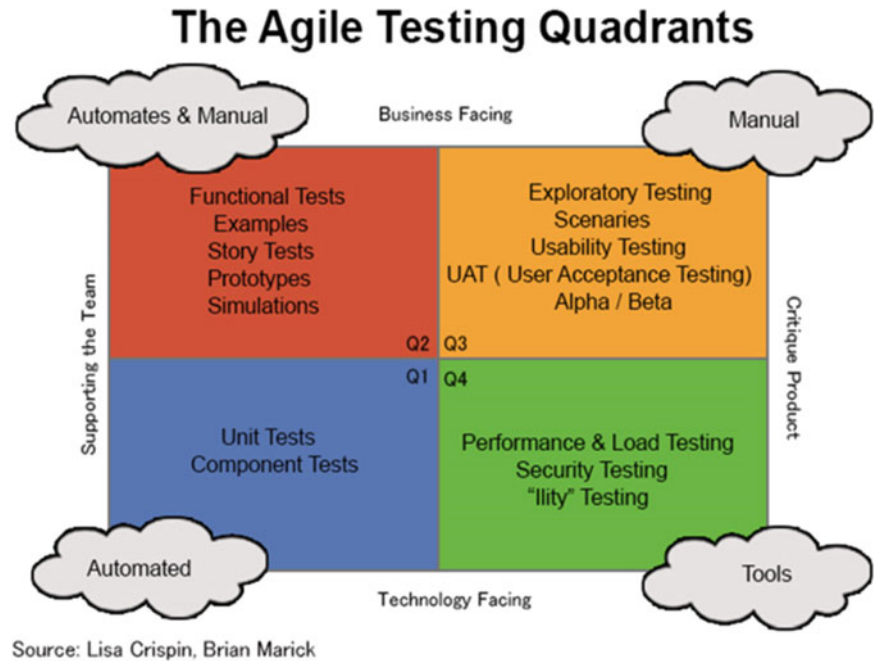 The Agile Testing Quadrants
Automates & Manual
Business Facing
Manual
Functional Tests
Examples
Story Tests
Prototypes
Simulations
Q2
Exploratory Testing
Scenaries
Usability Testing
UAT ( User Acceptance Testing)
Alpha / Beta
Q3
Supporting the Team
Critique Product
Q1
Unit Tests
Component Tests
Q4
Performance & Load Testing
Security Testing
“Ility” Testing
Automated
Technology Facing
Tools
Source: Lisa Crispin, Brian Marick